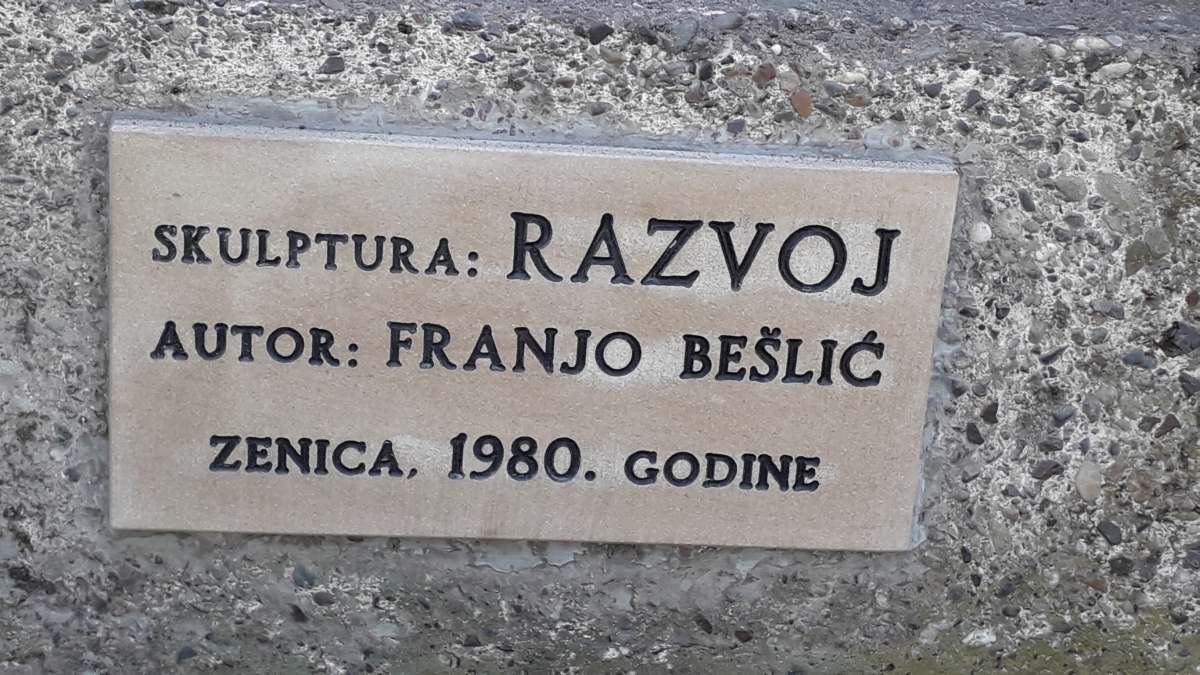 SKULPTURA: RAZVOJ
AUTOR: FRANJO BEŠLIĆ
ZENICA, 1980. GODINE